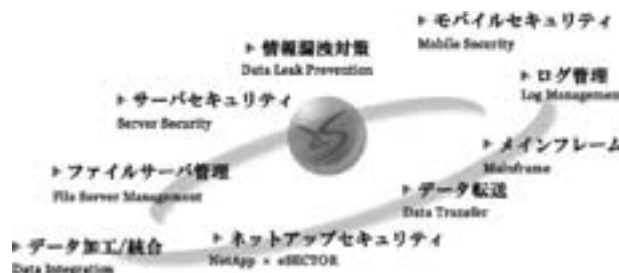 ▶ モバイルセキュリティ
Mobile Security
▶ 情報漏洩対策
Data Leak Prevention
▶ ログ管理
Log Management
▶ サーバセキュリティ
Server Security
▶ メインフレーム
Mainframe
▶ ファイルサーバ管理
File Server Management
▶ データ転送
Data Transfer
▶ ネットアップセキュリティ
NetApp × eSECTOR
▶ データ加工/統合
Data Integration